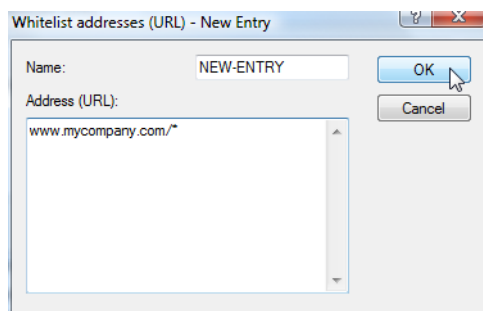 Whitelist addresses (URL) - New Entry
Name:
NEW-ENTRY
OK
Address (URL):
Cancel
www.mycompany.com/*